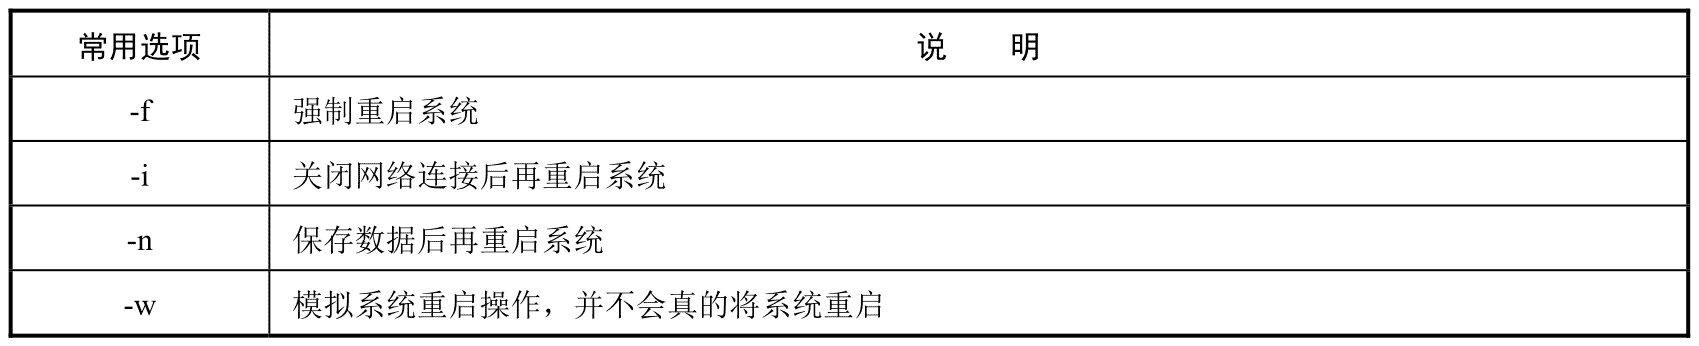 常用选项 说 明
-f 强制重启系统
-i 关闭网络连接后再重启系统
-n 保存数据后再重启系统
-w 模拟系统重启操作，并不会真的将系统重启